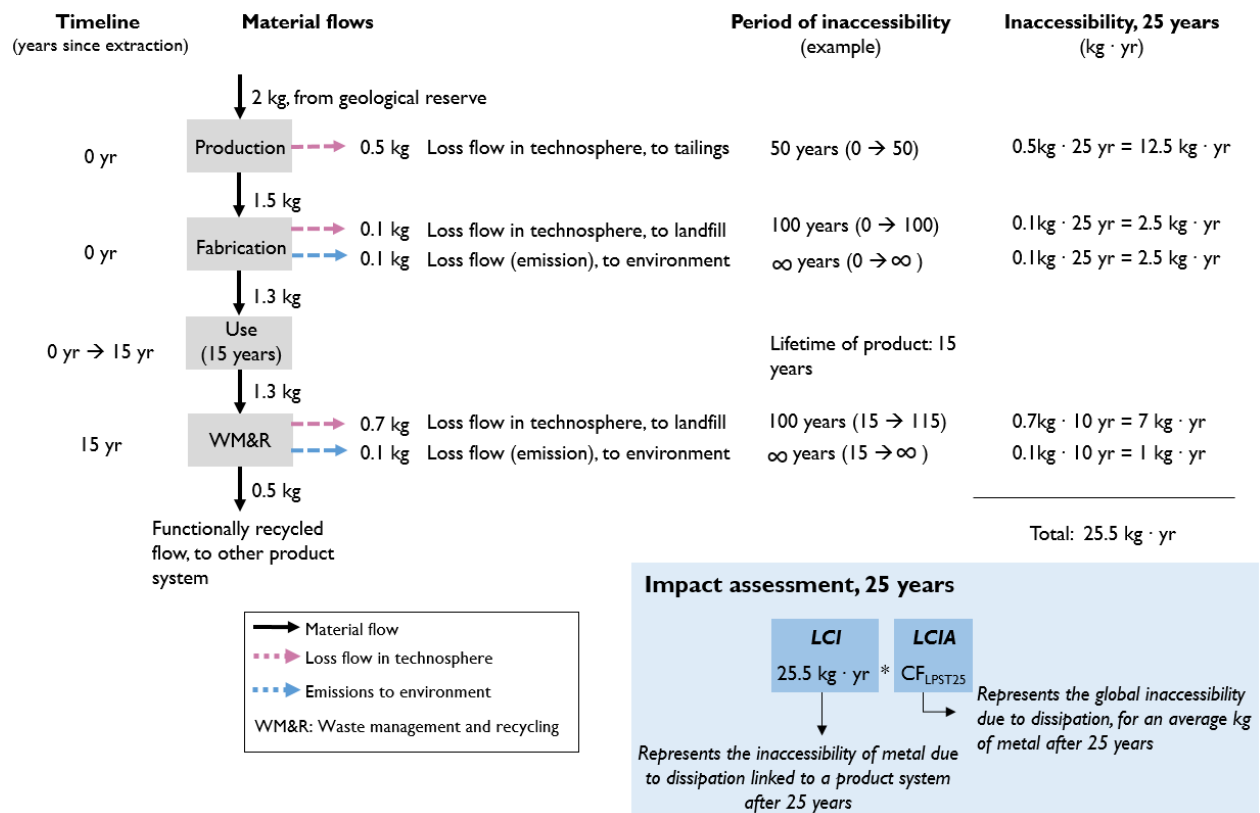 Timeline
(years since extraction)
Material flows
Period of inaccessibility
(example)
Inaccessibility, 25 years
(kg · yr)
2 kg, from geological reserve
0 yr
Production
0.5 kg Loss flow in technosphere, to tailings
50 years (0 → 50)
0.5kg · 25 yr = 12.5 kg · yr
1.5 kg
0 yr
Fabrication
0.1 kg Loss flow in technosphere, to landfill
100 years (0 → 100)
0.1kg · 25 yr = 2.5 kg · yr
0.1 kg Loss flow (emission), to environment
∞ years (0 → ∞ )
0.1kg · 25 yr = 2.5 kg · yr
1.3 kg
0 yr → 15 yr
Use
(15 years)
Lifetime of product: 15
years
1.3 kg
15 yr
WM&R
0.7 kg Loss flow in technosphere, to landfill
100 years (15 → 115)
0.7kg · 10 yr = 7 kg · yr
0.1 kg Loss flow (emission), to environment
∞ years (15 → ∞ )
0.1kg · 10 yr = 1 kg · yr
0.5 kg
Functionally recycled
flow, to other product
system
Total: 25.5 kg · yr
Material flow
Loss flow in technosphere
Emissions to environment
WM&R: Waste management and recycling
Impact assessment, 25 years
LCI
25.5 kg · yr
*
LCIA
CF_LPST25
Represents the inaccessibility of metal due
to dissipation linked to a product system
after 25 years
Represents the global inaccessibility
due to dissipation, for an average kg
of metal after 25 years